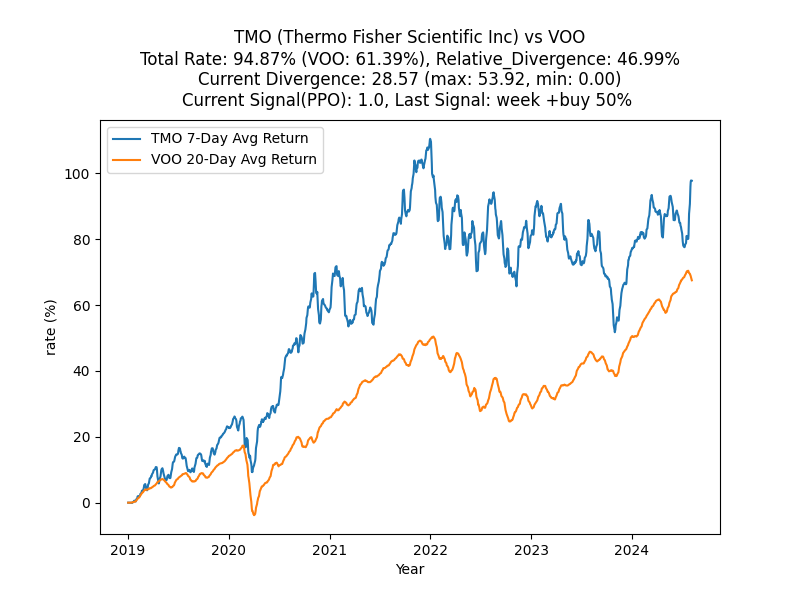 TMO (Thermo Fisher Scientific Inc) vs VOO
Total Rate: 94.87% (VOO: 61.39%), Relative_Divergence: 46.99%
Current Divergence: 28.57 (max: 53.92, min: 0.00)
Current Signal(PPO): 1.0, Last Signal: week +buy 50%
TMO 7-Day Avg Return
VOO 20-Day Avg Return
100
80
60
40
20
0
rate (%)
2019 2020 2021 2022 2023 2024
Year